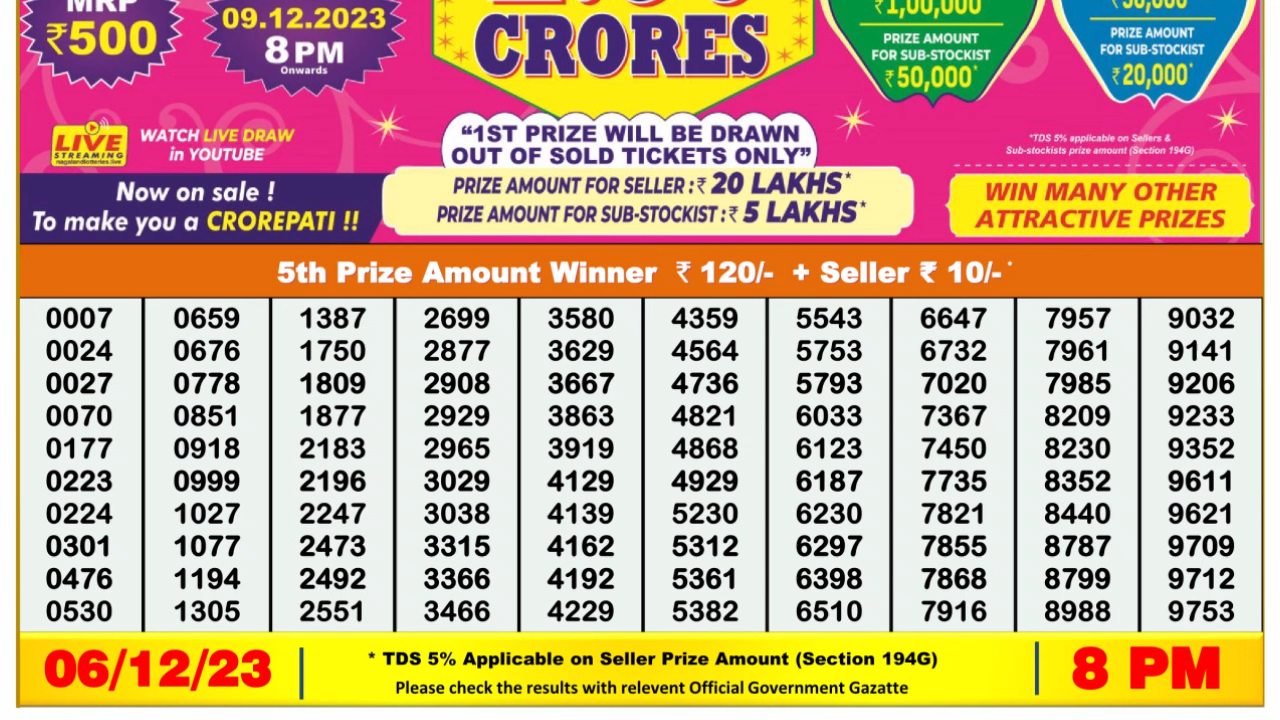 MRP
₹500
09.12.2023
8 PM
Onwards
CRORES
₹1,00,000
PRIZE AMOUNT
FOR SUB-STOCKIST
₹ 50,000*
PRIZE AMOUNT
FOR SUB-STOCKIST
₹ 20,000*
LIVE
STREAMING
nagalandlotteries.live
WATCH LIVE DRAW
in YOUTUBE
"1ST PRIZE WILL BE DRAWN
OUT OF SOLD TICKETS ONLY"
*TDS 5% applicable on Sellers &
Sub-stockists prize amount (Section 194G)
Now on sale !
To make you a CROREPATI !!
PRIZE AMOUNT FOR SELLER :₹ 20 LAKHS*
PRIZE AMOUNT FOR SUB-STOCKIST :₹ 5 LAKHS*
WIN MANY OTHER
ATTRACTIVE PRIZES
5th Prize Amount Winner ₹ 120/- + Seller ₹ 10/- *
0007 0659 1387 2699 3580 4359 5543 6647 7957 9032
0024 0676 1750 2877 3629 4564 5753 6732 7961 9141
0027 0778 1809 2908 3667 4736 5793 7020 7985 9206
0070 0851 1877 2929 3863 4821 6033 7367 8209 9233
0177 0918 2183 2965 3919 4868 6123 7450 8230 9352
0223 0999 2196 3029 4129 4929 6187 7735 8352 9611
0224 1027 2247 3038 4139 5230 6230 7821 8440 9621
0301 1077 2473 3315 4162 5312 6297 7855 8787 9709
0476 1194 2492 3366 4192 5361 6398 7868 8799 9712
0530 1305 2551 3466 4229 5382 6510 7916 8988 9753
06/12/23
* TDS 5% Applicable on Seller Prize Amount (Section 194G)
Please check the results with relevent Official Government Gazatte
8 PM